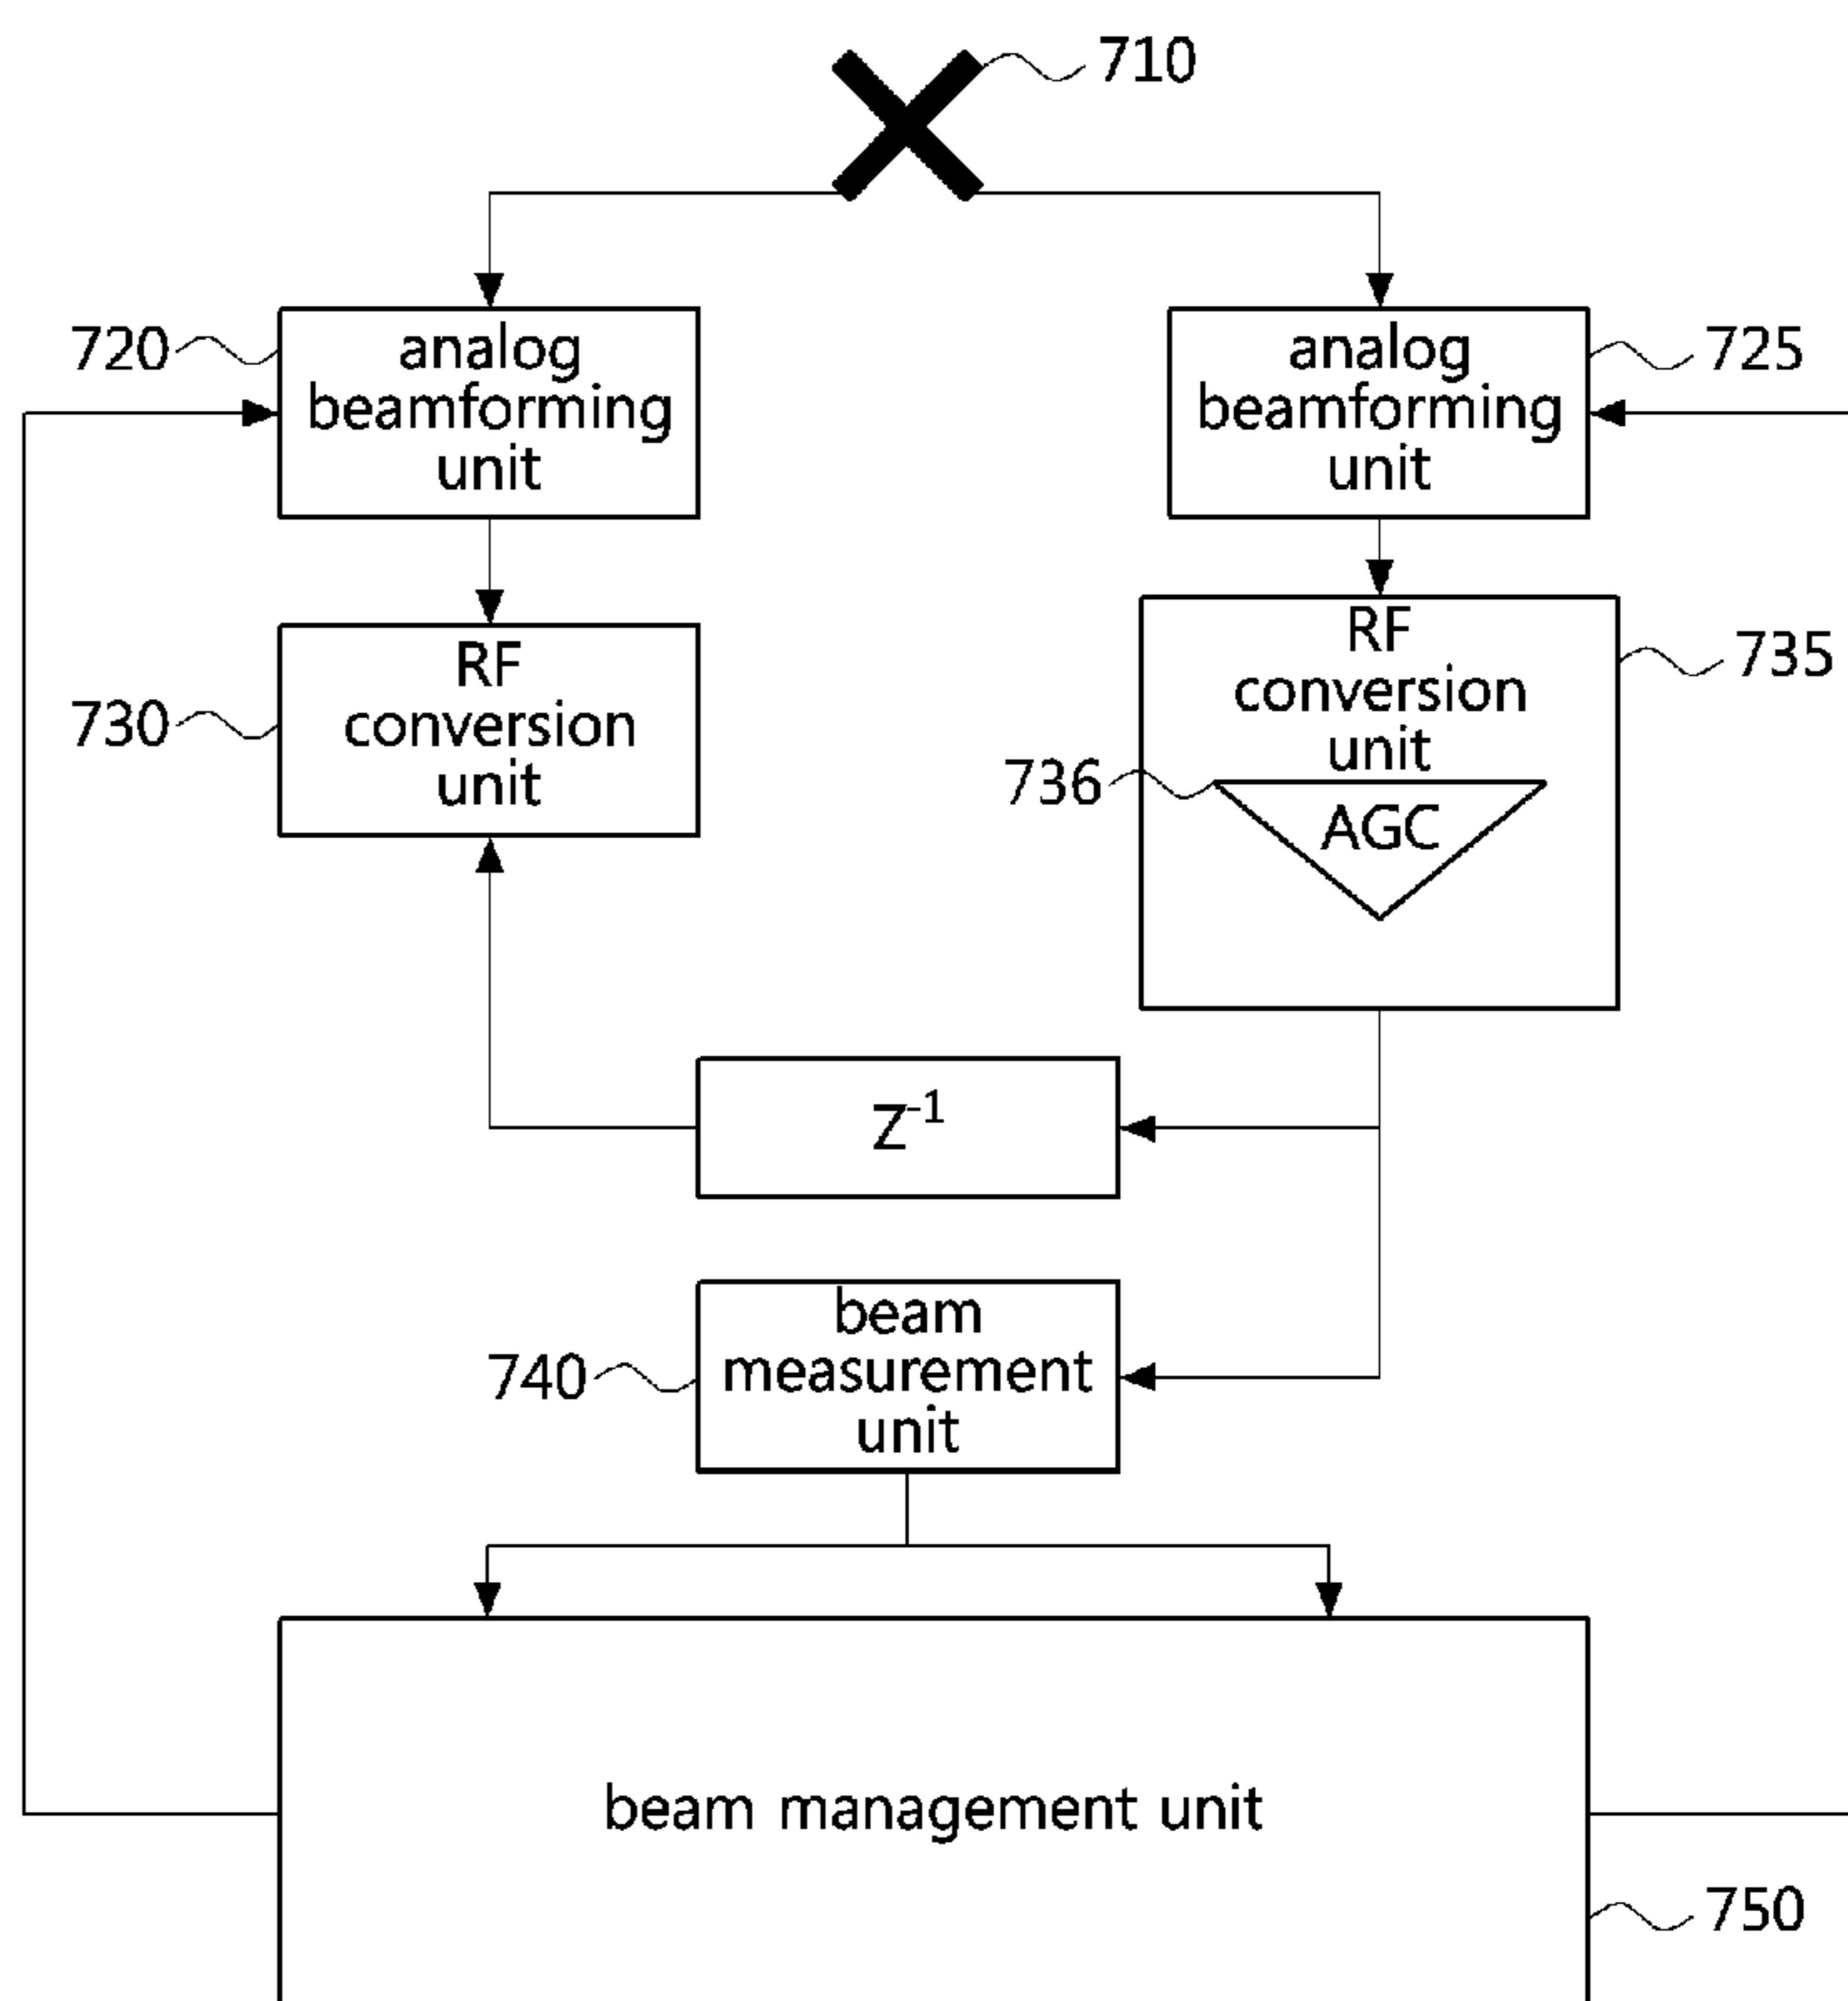 710
720
analog
beamforming
unit
analog
beamforming
unit
725
730
RF
conversion
unit
RF
conversion
unit
735
736
AGC
Z-1
740
beam
measurement
unit
beam management unit
750